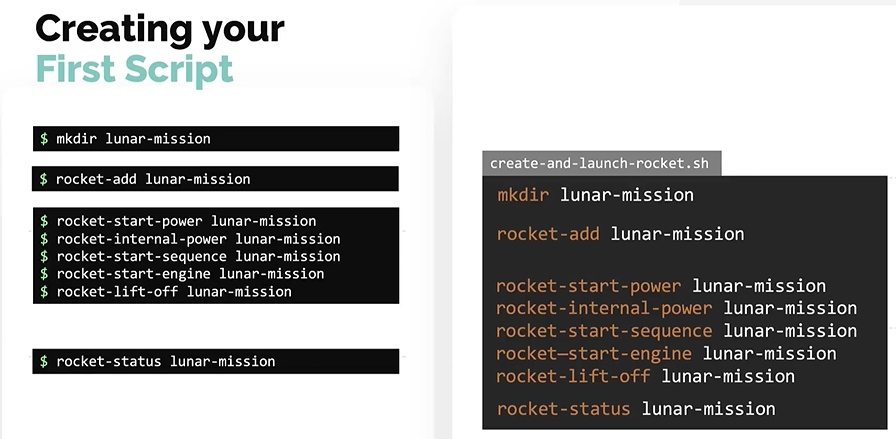 Creating your
First Script
$ mkdir lunar-mission
$ rocket-add lunar-mission
$ rocket-start-power lunar-mission
$ rocket-internal-power lunar-mission
$ rocket-start-sequence lunar-mission
$ rocket-start-engine lunar-mission
$ rocket-lift-off lunar-mission
$ rocket-status lunar-mission
create-and-launch-rocket.sh
mkdir lunar-mission
rocket-add lunar-mission
rocket-start-power lunar-mission
rocket-internal-power lunar-mission
rocket-start-sequence lunar-mission
rocket—start-engine lunar-mission
rocket-lift-off lunar-mission
rocket-status lunar-mission